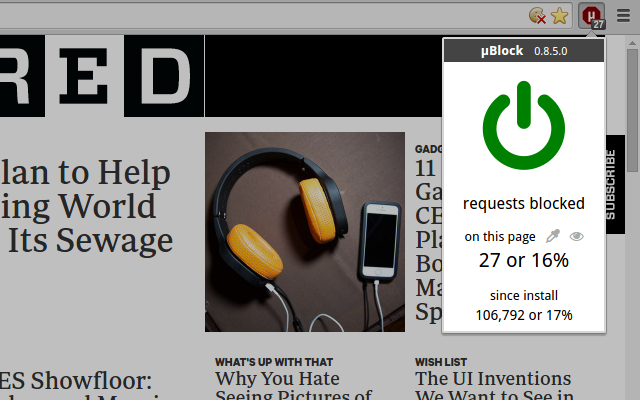 µ
27
RED
µBlock 0.8.5.0
lan to Help
ing World
Its Sewage
GADG
11
Ga
CE
Pla
Bo
Ma
Sp
SUBSCRIBE
requests blocked
on this page
27 or 16%
since install
106,792 or 17%
ES Showfloor:
WHAT'S UP WITH THAT
Why You Hate
Seeing Pictures of
WISH LIST
The UI Inventions
We Want to See in